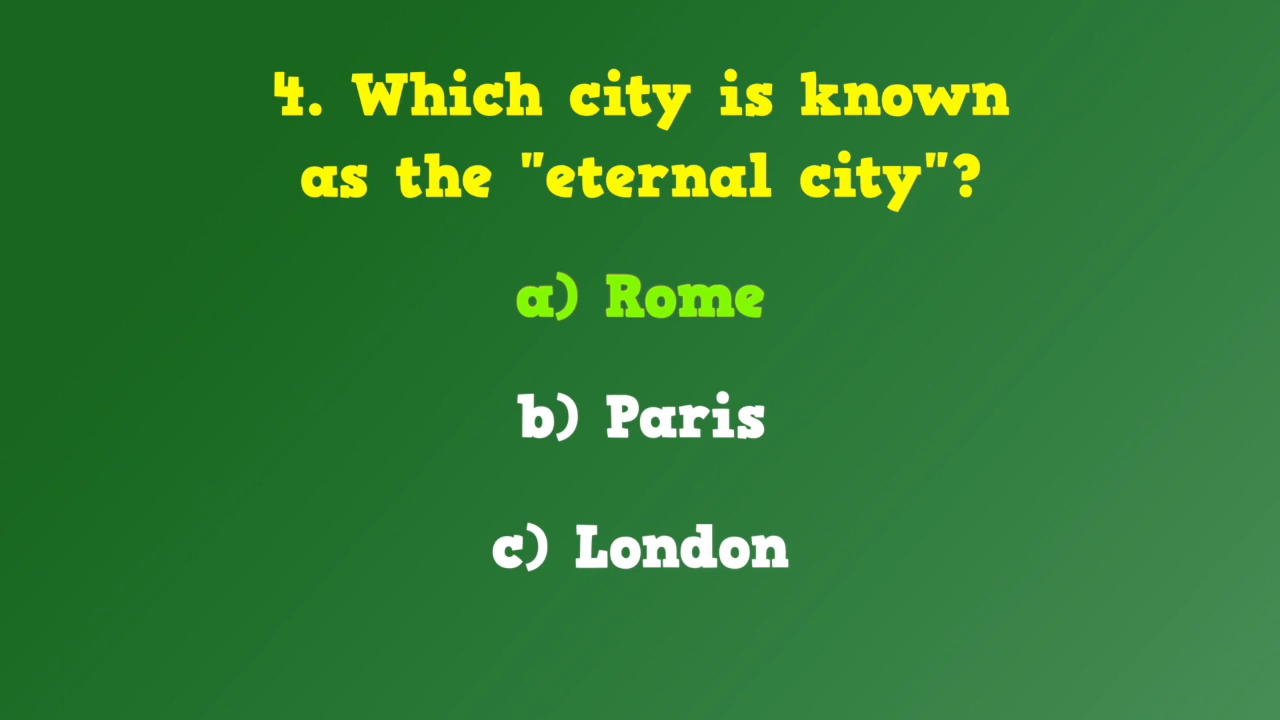 4. Which city is known
as the "eternal city"?
a) Rome
b) Paris
c) London